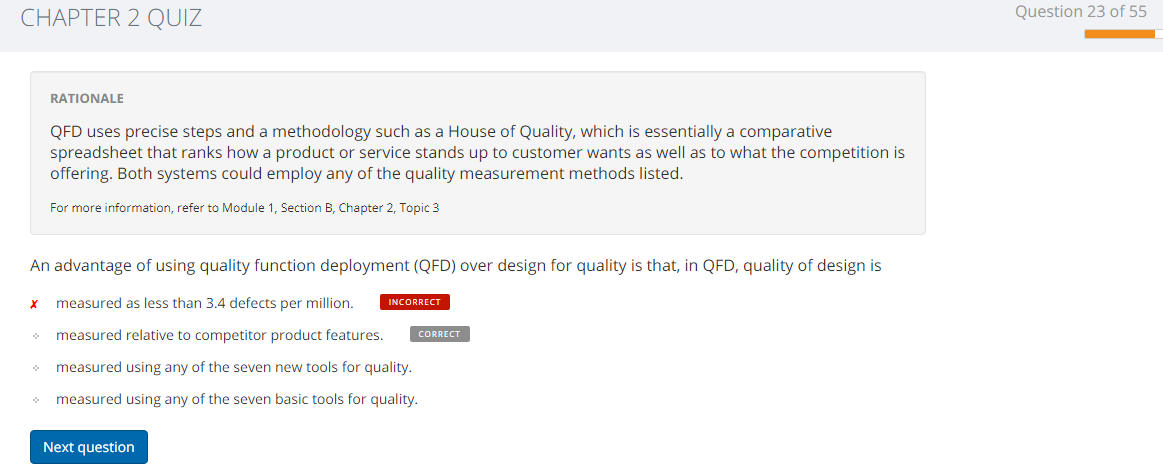 CHAPTER 2 QUIZ
Question 23 of 55
RATIONALE
QFD uses precise steps and a methodology such as a House of Quality, which is essentially a comparative
spreadsheet that ranks how a product or service stands up to customer wants as well as to what the competition is
offering. Both systems could employ any of the quality measurement methods listed.
For more information, refer to Module 1, Section B, Chapter 2, Topic 3
An advantage of using quality function deployment (QFD) over design for quality is that, in QFD, quality of design is
measured as less than 3.4 defects per million. INCORRECT
measured relative to competitor product features. CORRECT
measured using any of the seven new tools for quality.
measured using any of the seven basic tools for quality.
Next question